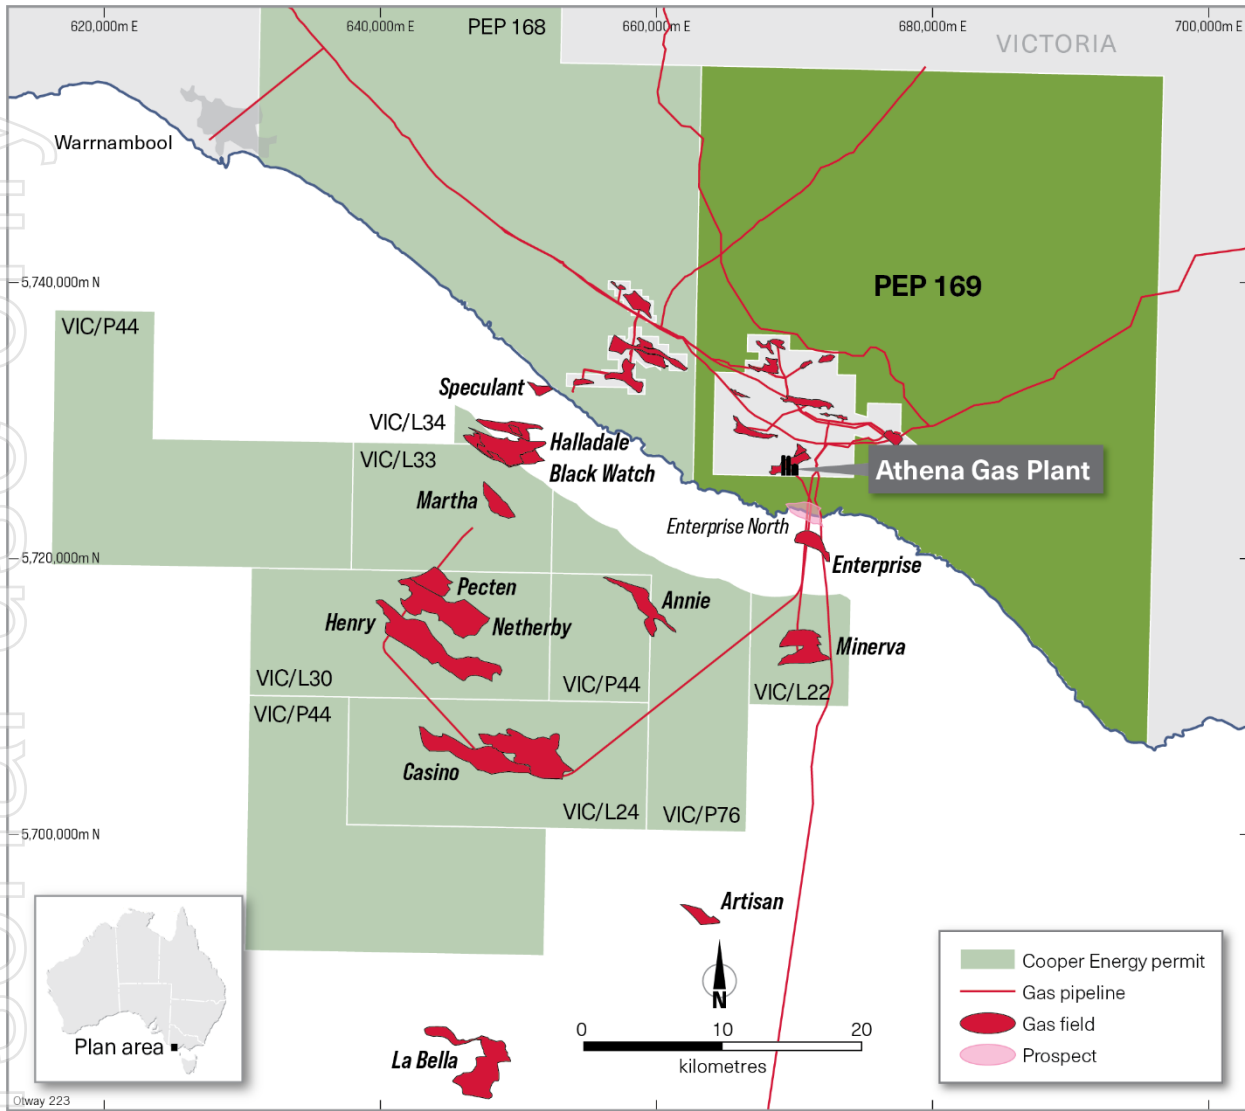 620,000m E
640,000m E
660,000m E
680,000m E
700,000m E
PEP 168
VICTORIA
Warrnambool
5,740,000m N
PEP 169
VIC/P44
Speculant
VIC/L34
Halladale
Black Watch
VIC/L33
Athena Gas Plant
Martha
Enterprise North
5,720,000m N
Enterprise
Pecten
Annie
Henry
Netherby
Minerva
VIC/L30
VIC/P44
VIC/L22
VIC/P44
Casino
VIC/L24
VIC/P76
5,700,000m N
Artisan
N
0
10
20
kilometres
La Bella
Plan area
Cooper Energy permit
Gas pipeline
Gas field
Prospect
Otway 223